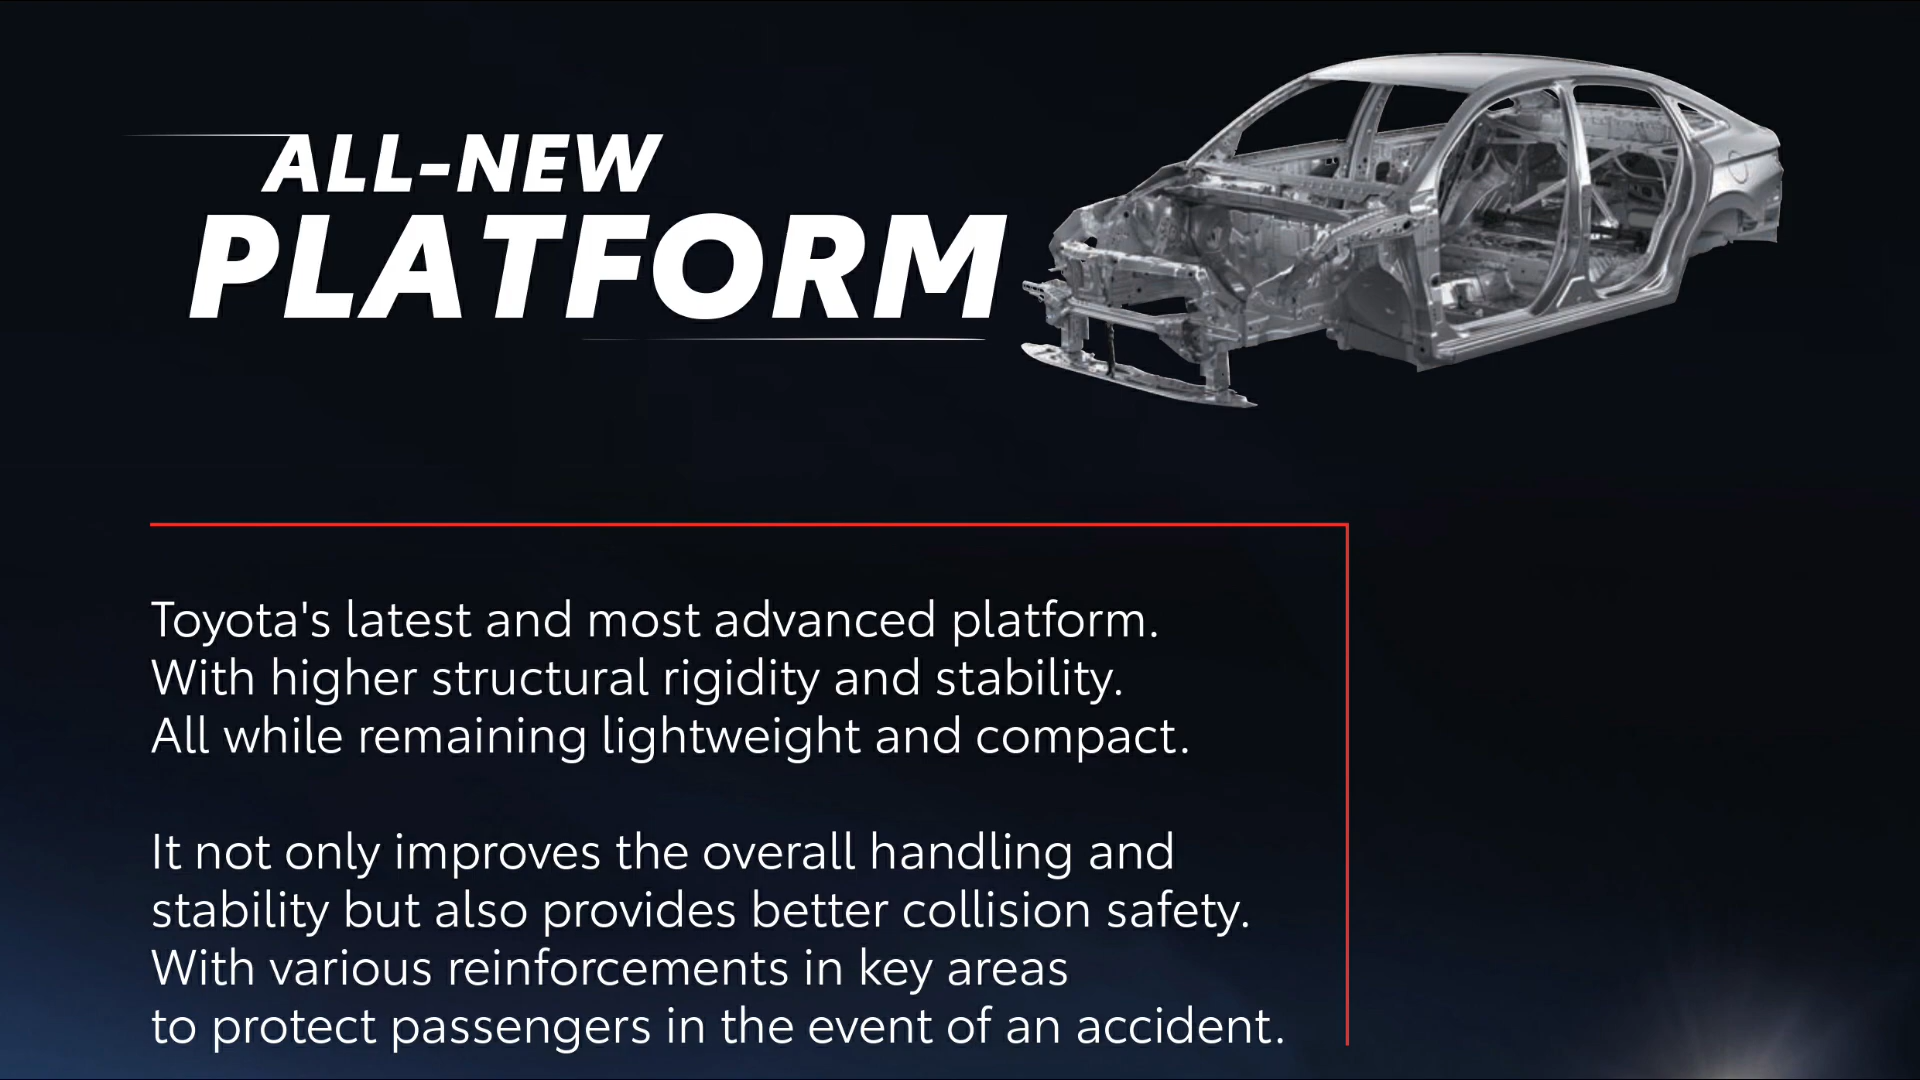 ALL-NEW
PLATFORM
Toyota's latest and most advanced platform.
With higher structural rigidity and stability.
All while remaining lightweight and compact.
It not only improves the overall handling and
stability but also provides better collision safety.
With various reinforcements in key areas
to protect passengers in the event of an accident.